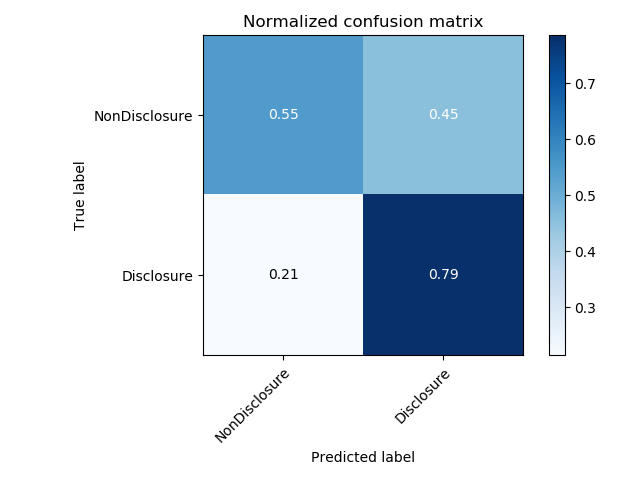 Normalized confusion matrix
True label
NonDisclosure
0.55
0.45
Disclosure
0.21
0.79
NonDisclosure
Disclosure
Predicted label
0.7
0.6
0.5
0.4
0.3